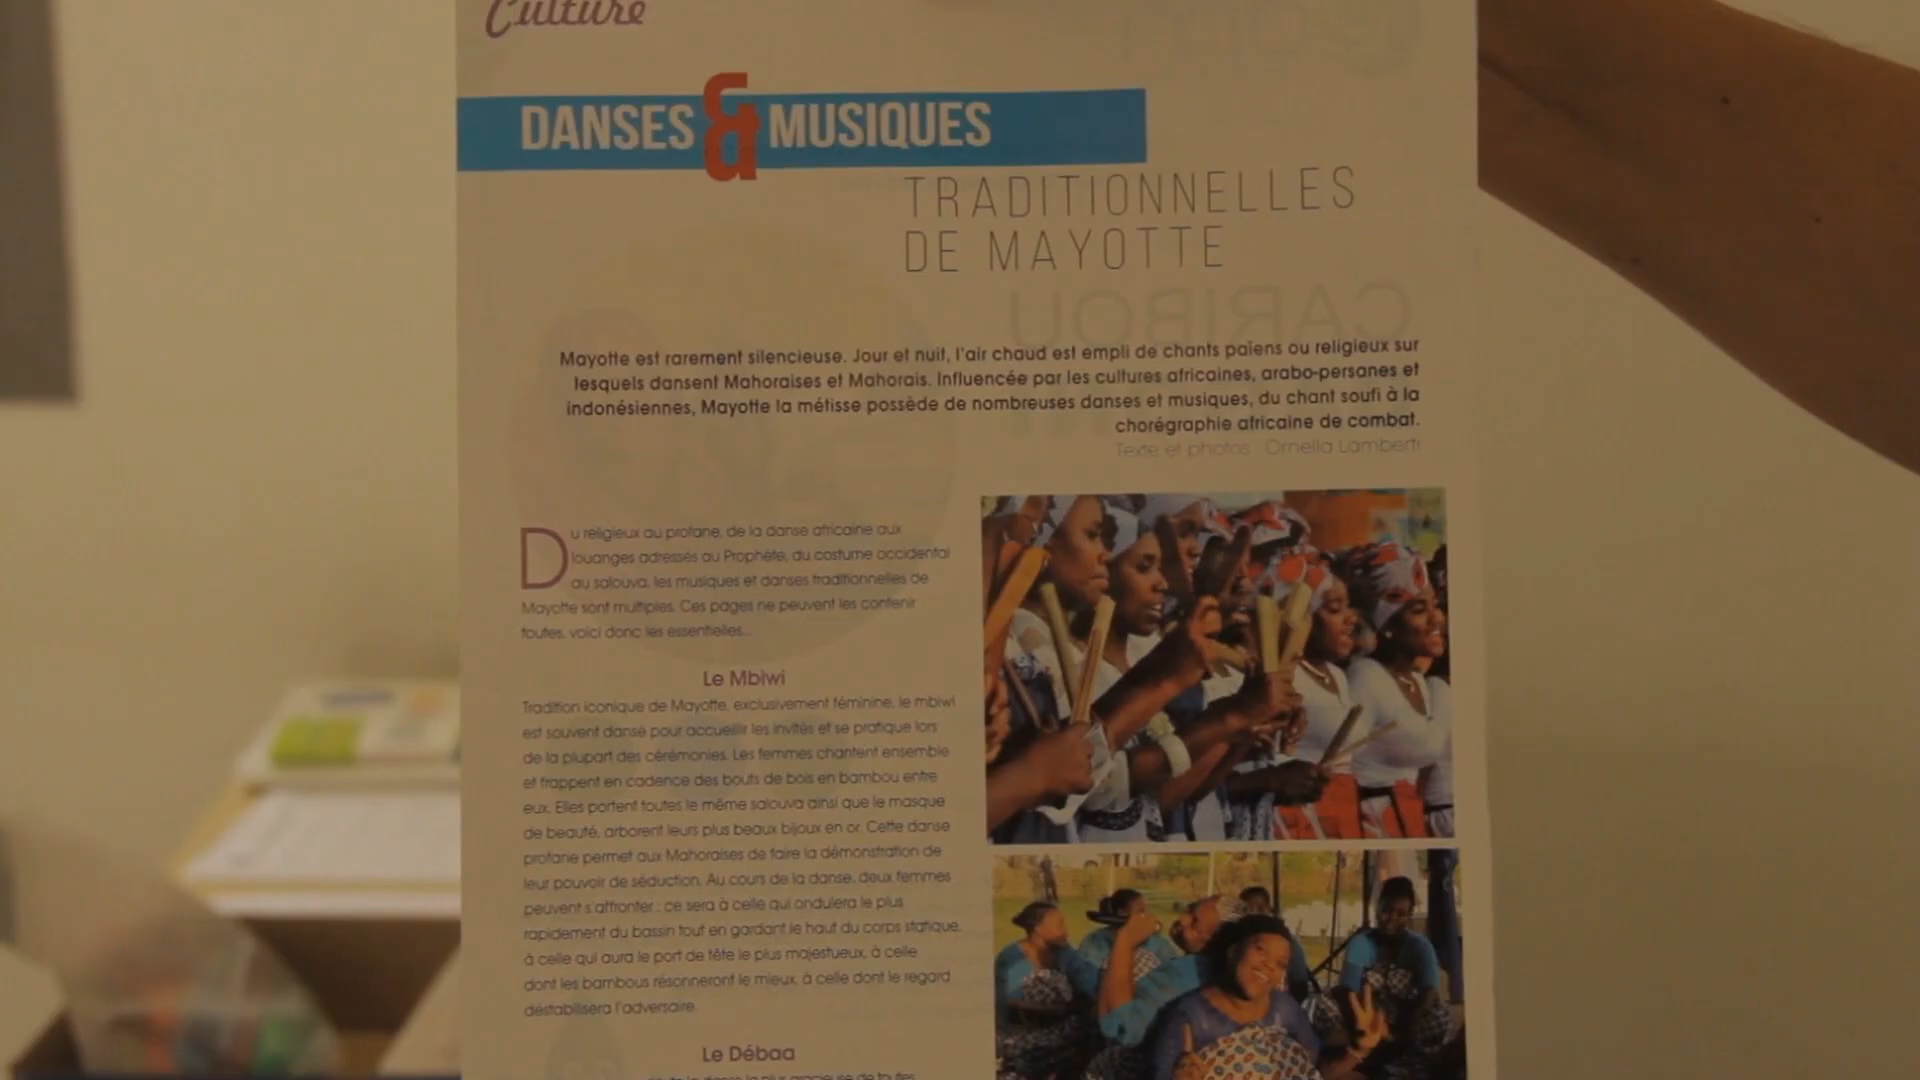 Culture
DANSES & MUSIQUES
TRADITIONNELLES
DE MAYOTTE
Mayotte est rarement silencieuse. Jour et nuit, l'air chaud est empli de chants païens ou religieux sur
lesquels dansent Mahoraises et Mahorais. Influencée par les cultures africaines, arabo-persanes et
indonésiennes, Mayotte la métisse possède de nombreuses danses et musiques, du chant soufi à la
chorégraphie africaine de combat.
Texte et photos : Ornella Lamberti
Du religieux au profane, de la danse africaine aux
louanges adressés au Prophète, du costume occidental
au salouva, les musiques et danses traditionnelles de
Mayotte sont multiples. Ces pages ne peuvent les contenir
toutes, voici donc les essentielles...
Le Mbiwi
Tradition iconique de Mayotte, exclusivement féminine, le mbiwi
est souvent dansé pour accueillir les invités et se pratique lors
de la plupart des cérémonies. Les femmes chantent ensemble
et frappent en cadence des bouts de bois en bambou entre
eux. Elles portent toutes le même salouva ainsi que le masque
de beauté, arborent leurs plus beaux bijoux en or. Cette danse
profane permet aux Mahoraises de faire la démonstration de
leur pouvoir de séduction. Au cours de la danse, deux femmes
peuvent s'affronter : ce sera à celle qui ondulera le plus
rapidement du bassin tout en gardant le haut du corps statique,
à celle qui aura le port de tête le plus majestueux, à celle
dont les bambous résonneront le mieux, à celle dont le regard
déstabilisera l'adversaire.
Le Débaa
la danse la plus gracieuse de toutes
CARIBOU